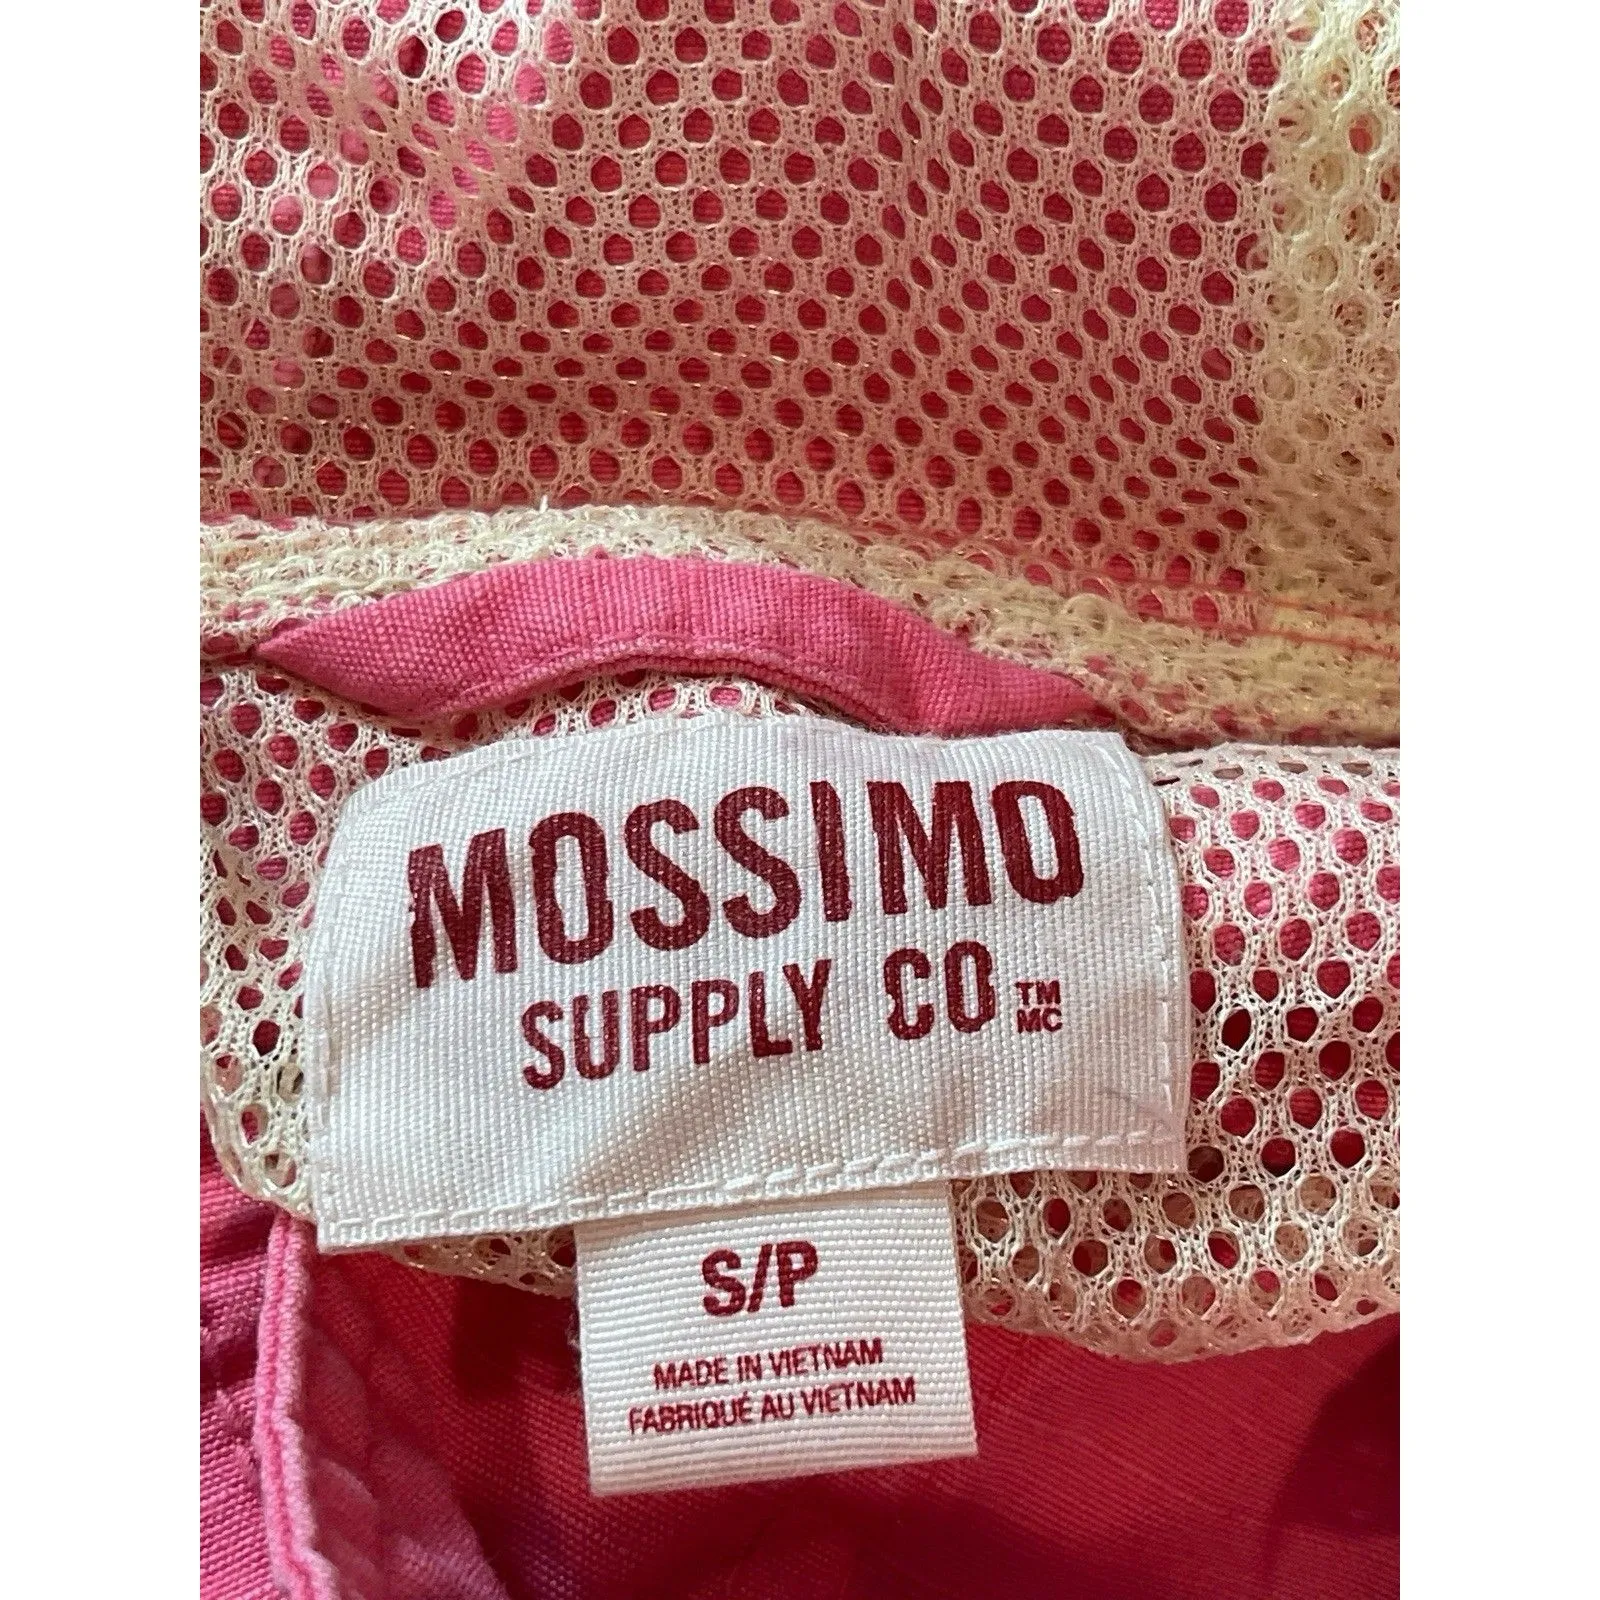 MOSSIMO
SUPPLY CO TM MC
S/P
MADE IN VIETNAM
FABRIQUÉ AU VIETNAM